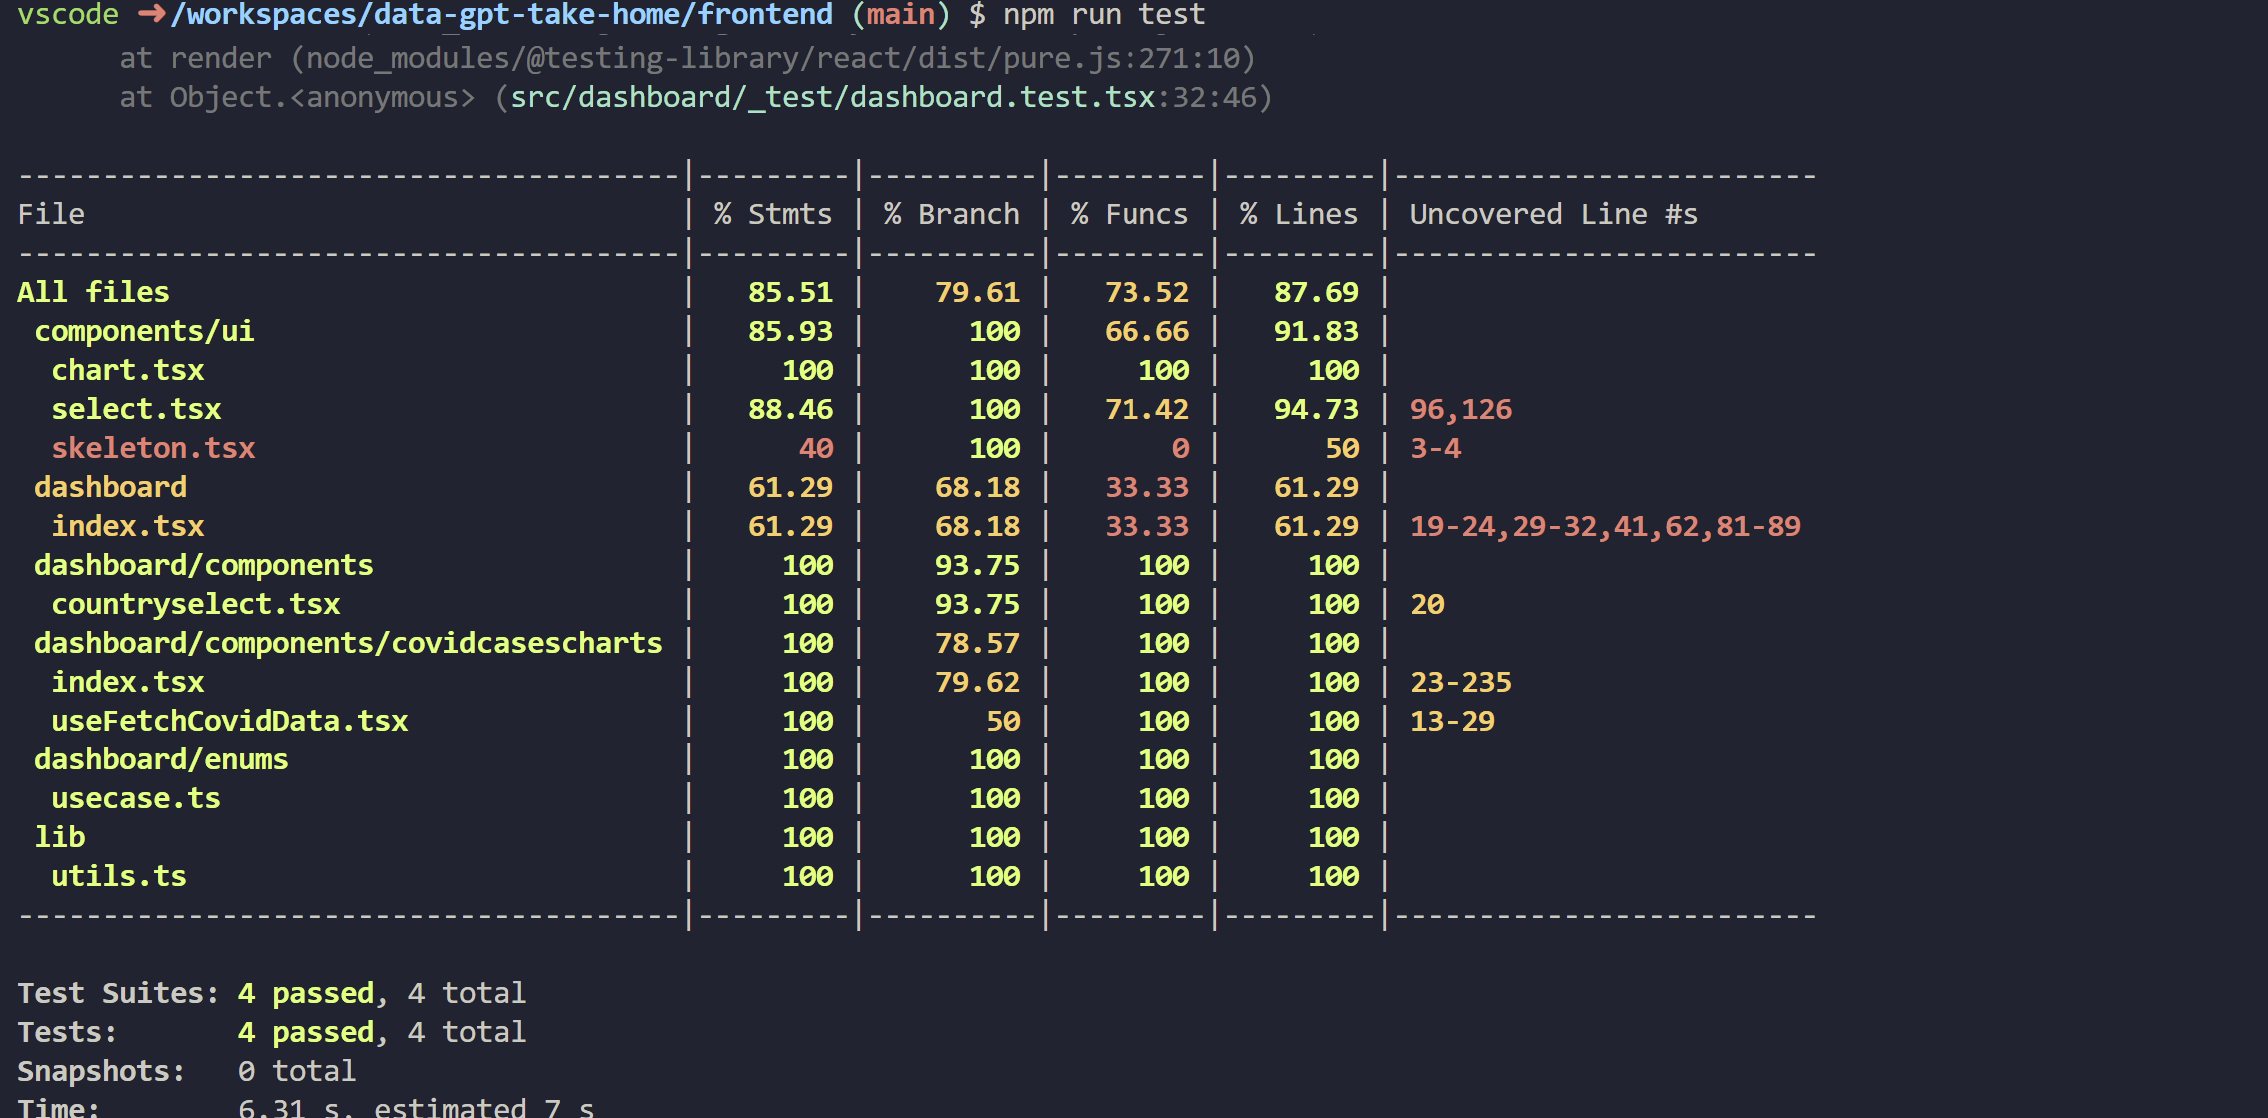 vscode ➜ /workspaces/data-gpt-take-home/frontend (main) $ npm run test
      at render (node_modules/@testing-library/react/dist/pure.js:271:10)
      at Object.<anonymous> (src/dashboard/_test/dashboard.test.tsx:32:46)
---------------------------------------|---------|----------|---------|---------|-------------------------
File                                   | % Stmts | % Branch | % Funcs | % Lines | Uncovered Line #s
---------------------------------------|---------|----------|---------|---------|-------------------------
All files                              |   85.51 |    79.61 |   73.52 |   87.69 |
 components/ui                         |   85.93 |      100 |   66.66 |   91.83 |
  chart.tsx                            |     100 |      100 |     100 |     100 |
  select.tsx                           |   88.46 |      100 |   71.42 |   94.73 | 96,126
  skeleton.tsx                         |      40 |      100 |       0 |      50 | 3-4
 dashboard                             |   61.29 |    68.18 |   33.33 |   61.29 |
  index.tsx                            |   61.29 |    68.18 |   33.33 |   61.29 | 19-24,29-32,41,62,81-89
 dashboard/components                  |     100 |    93.75 |     100 |     100 |
  countryselect.tsx                    |     100 |    93.75 |     100 |     100 | 20
 dashboard/components/covidcasescharts |     100 |    78.57 |     100 |     100 |
  index.tsx                            |     100 |    79.62 |     100 |     100 | 23-235
  useFetchCovidData.tsx                |     100 |       50 |     100 |     100 | 13-29
 dashboard/enums                       |     100 |      100 |     100 |     100 |
  usecase.ts                           |     100 |      100 |     100 |     100 |
 lib                                   |     100 |      100 |     100 |     100 |
  utils.ts                             |     100 |      100 |     100 |     100 |
---------------------------------------|---------|----------|---------|---------|-------------------------
Test Suites: 4 passed, 4 total
Tests:       4 passed, 4 total
Snapshots:   0 total
Time:        6.31 s, estimated 7 s